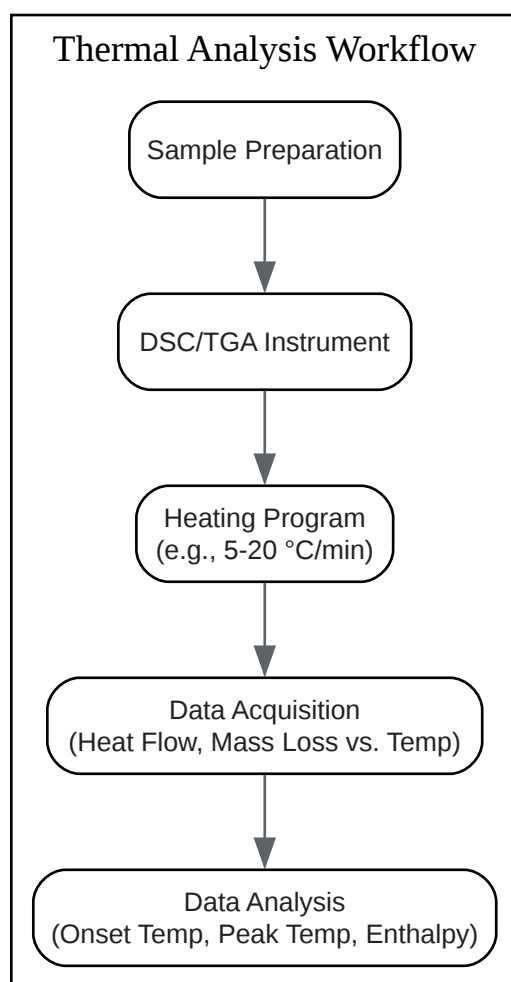 Thermal Analysis Workflow
Sample Preparation
DSC/TGA Instrument
Heating Program
(e.g., 5-20 °C/min)
Data Acquisition
(Heat Flow, Mass Loss vs. Temp)
Data Analysis
(Onset Temp, Peak Temp, Enthalpy)